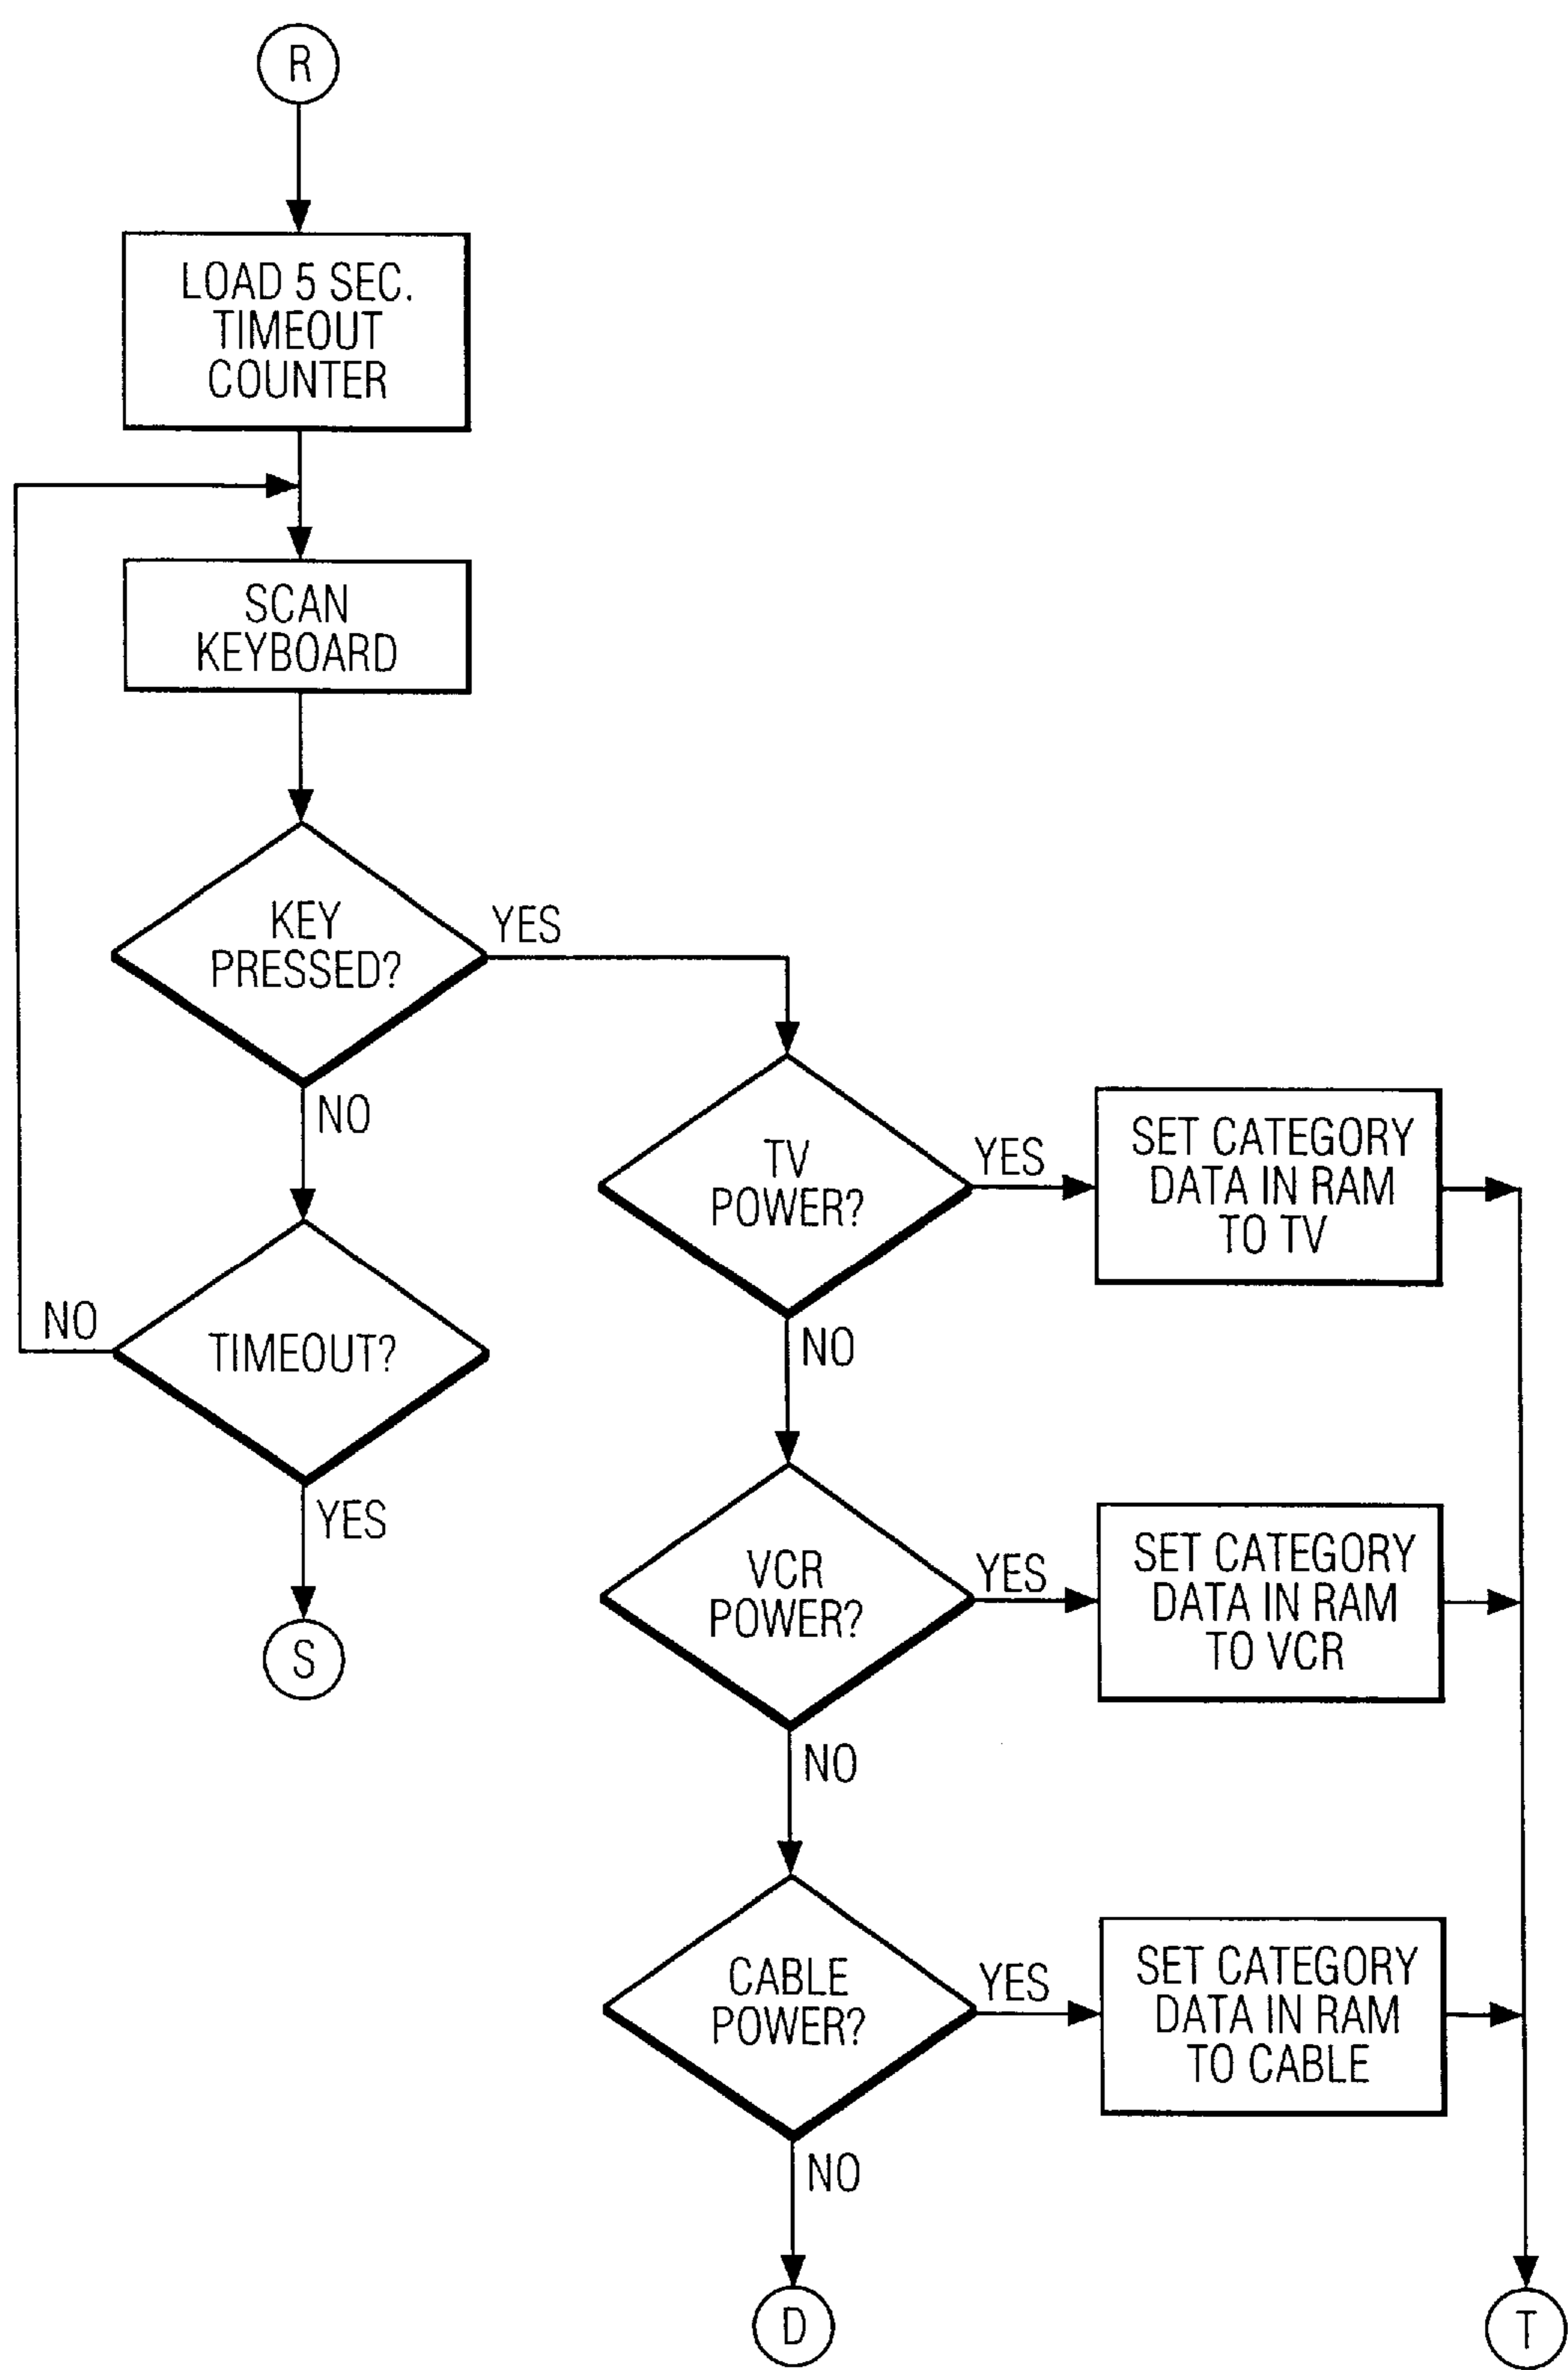 R
LOAD 5 SEC.
TIMEOUT
COUNTER
SCAN
KEYBOARD
KEY
PRESSED?
YES
NO
TIMEOUT?
NO
YES
S
TV
POWER?
YES
NO
SET CATEGORY
DATA IN RAM
TO TV
VCR
POWER?
YES
NO
SET CATEGORY
DATA IN RAM
TO VCR
CABLE
POWER?
YES
NO
SET CATEGORY
DATA IN RAM
TO CABLE
D
T